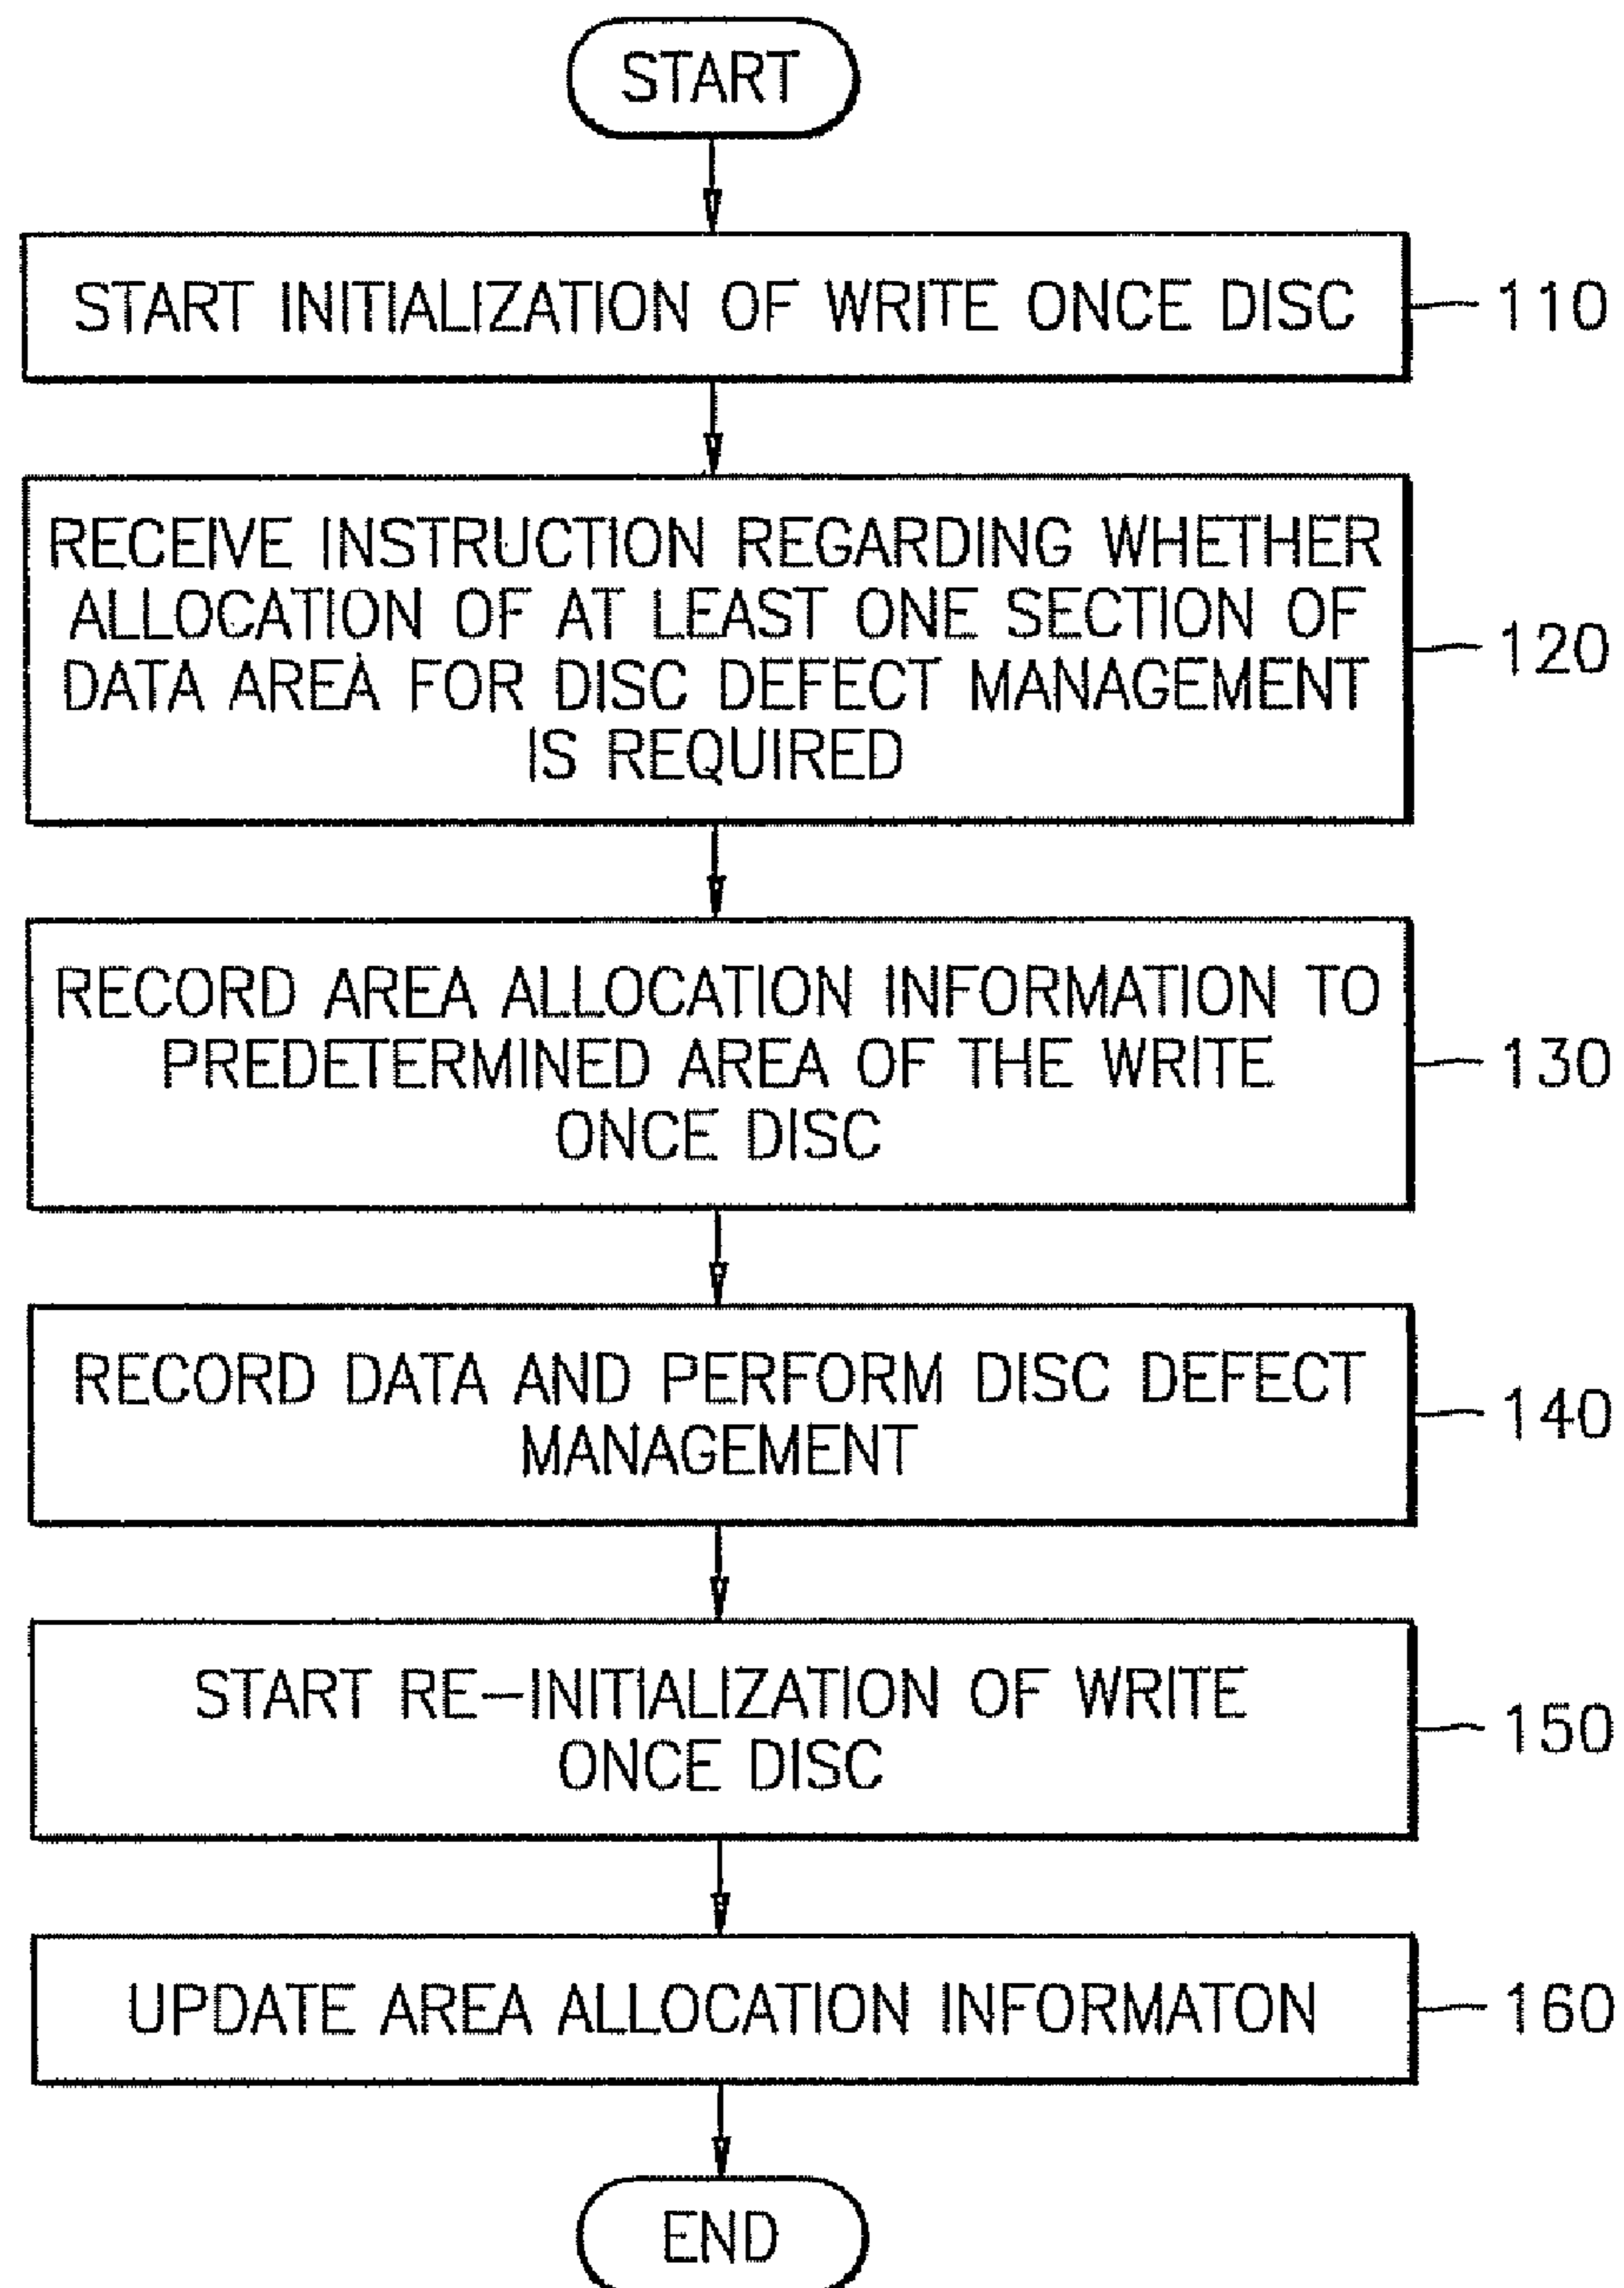 START
START INITIALIZATION OF WRITE ONCE DISC
110
RECEIVE INSTRUCTION REGARDING WHETHER
ALLOCATION OF AT LEAST ONE SECTION OF
DATA AREA FOR DISC DEFECT MANAGEMENT
IS REQUIRED
120
RECORD AREA ALLOCATION INFORMATION TO
PREDETERMINED AREA OF THE WRITE
ONCE DISC
130
RECORD DATA AND PERFORM DISC DEFECT
MANAGEMENT
140
START RE-INITIALIZATION OF WRITE
ONCE DISC
150
UPDATE AREA ALLOCATION INFORMATON
160
END